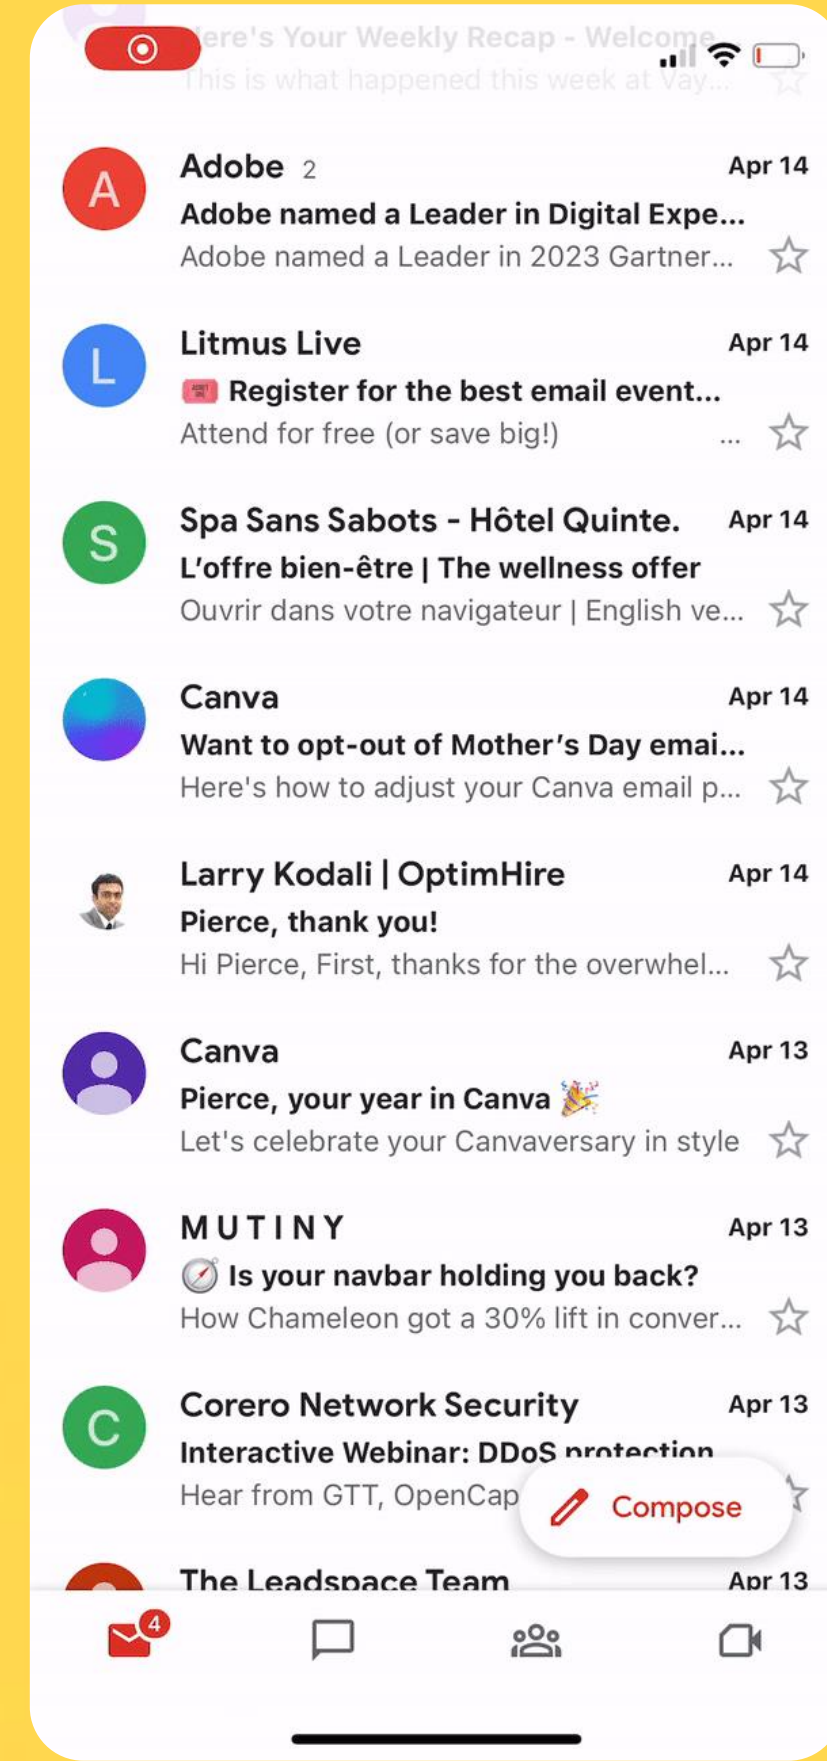 Here's Your Weekly Recap - Welcome
This is what happened this week at Vay...
A
Adobe 2
Apr 14
Adobe named a Leader in Digital Expe...
Adobe named a Leader in 2023 Gartner...
L
Litmus Live
Apr 14
Register for the best email event...
Attend for free (or save big!) ...
S
Spa Sans Sabots - Hôtel Quinte.
Apr 14
L'offre bien-être | The wellness offer
Ouvrir dans votre navigateur | English ve...
Canva
Apr 14
Want to opt-out of Mother's Day emai...
Here's how to adjust your Canva email p...
Larry Kodali | OptimHire
Apr 14
Pierce, thank you!
Hi Pierce, First, thanks for the overwhel...
Canva
Apr 13
Pierce, your year in Canva 🎉
Let's celebrate your Canvaversary in style
M U T I N Y
Apr 13
🧭 Is your navbar holding you back?
How Chameleon got a 30% lift in conver...
C
Corero Network Security
Apr 13
Interactive Webinar: DDoS protection
Hear from GTT, OpenCap
Compose
The Leadspace Team
Apr 13
4